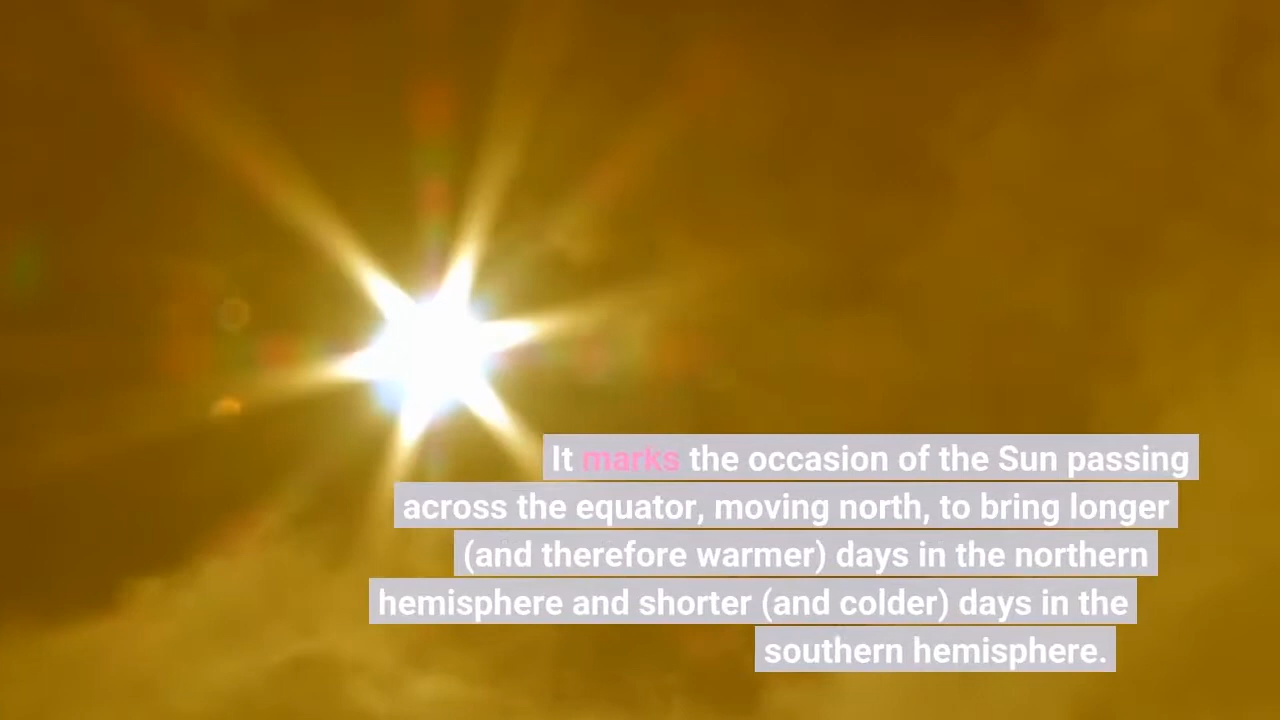 It marks the occasion of the Sun passing
across the equator, moving north, to bring longer
(and therefore warmer) days in the northern
hemisphere and shorter (and colder) days in the
southern hemisphere.